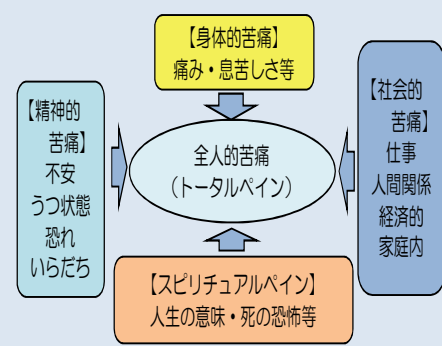 【身体的苦痛】
痛み・息苦しさ等
【精神的
苦痛】
不安
うつ状態
恐れ
いらだち
全人的苦痛
（トータルペイン）
【社会的
苦痛】
仕事
人間関係
経済的
家庭内
【スピリチュアルペイン】
人生の意味・死の恐怖等